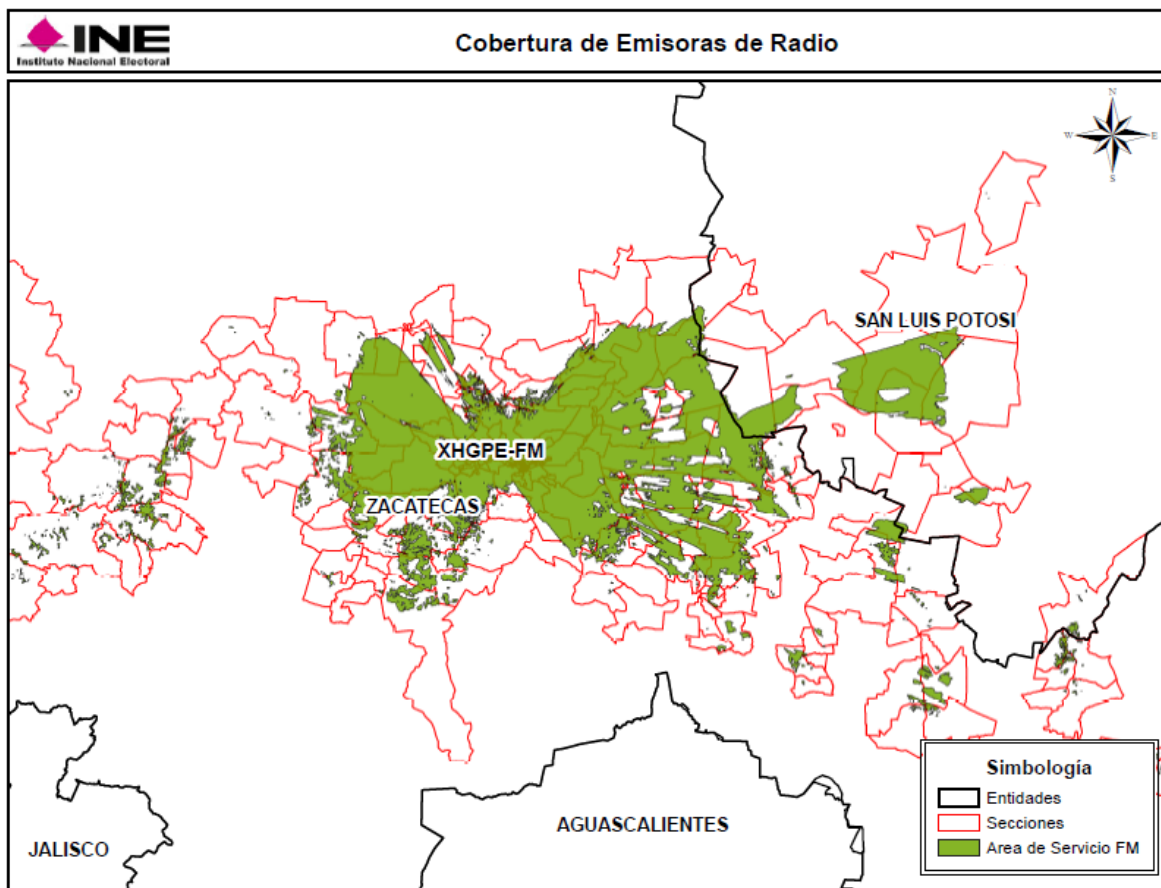 INE
Instituto Nacional Electoral
Cobertura de Emisoras de Radio
N
W E
S
SAN LUIS POTOSI
XHGPE-FM
ZACATECAS
AGUASCALIENTES
JALISCO
Simbología
Entidades
Secciones
Area de Servicio FM